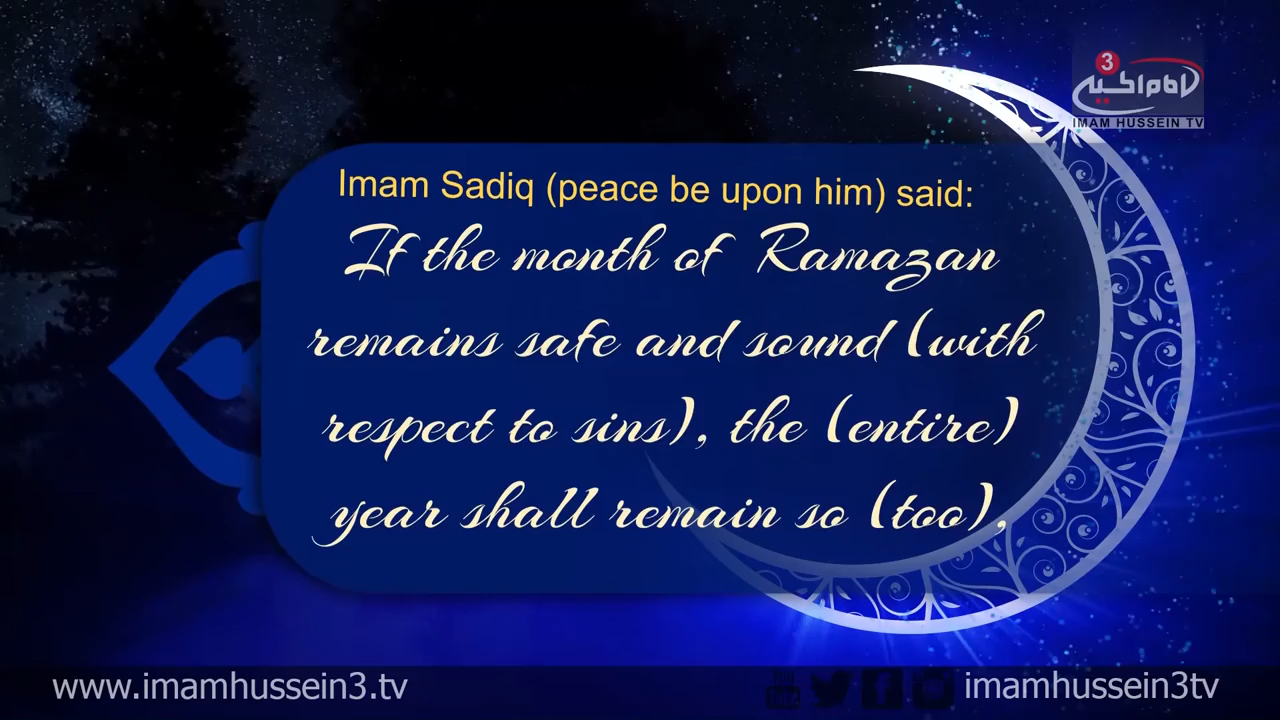 3
IMAM HUSSEIN TV
Imam Sadiq (peace be upon him) said:
If the month of Ramazan
remains safe and sound (with
respect to sins), the (entire)
year shall remain so (too),
www.imamhussein3.tv
imamhussein3tv